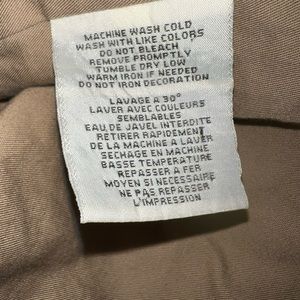 MACHINE WASH COLD
WASH WITH LIKE COLORS
DO NOT BLEACH
REMOVE PROMPTLY
TUMBLE DRY LOW
WARM IRON IF NEEDED
DO NOT IRON DECORATION
LAVAGE A 30°
LAVER AVEC COULEURS
SEMBLABLES
EAU DE JAVEL INTERDITE
RETIRER RAPIDEMENT
DE LA MACHINE A LAVER
SECHAGE EN MACHINE
BASSE TEMPERATURE
REPASSER A FER
MOYEN SI NECESSAIRE
NE PAS REPASSER
L'IMPRESSION